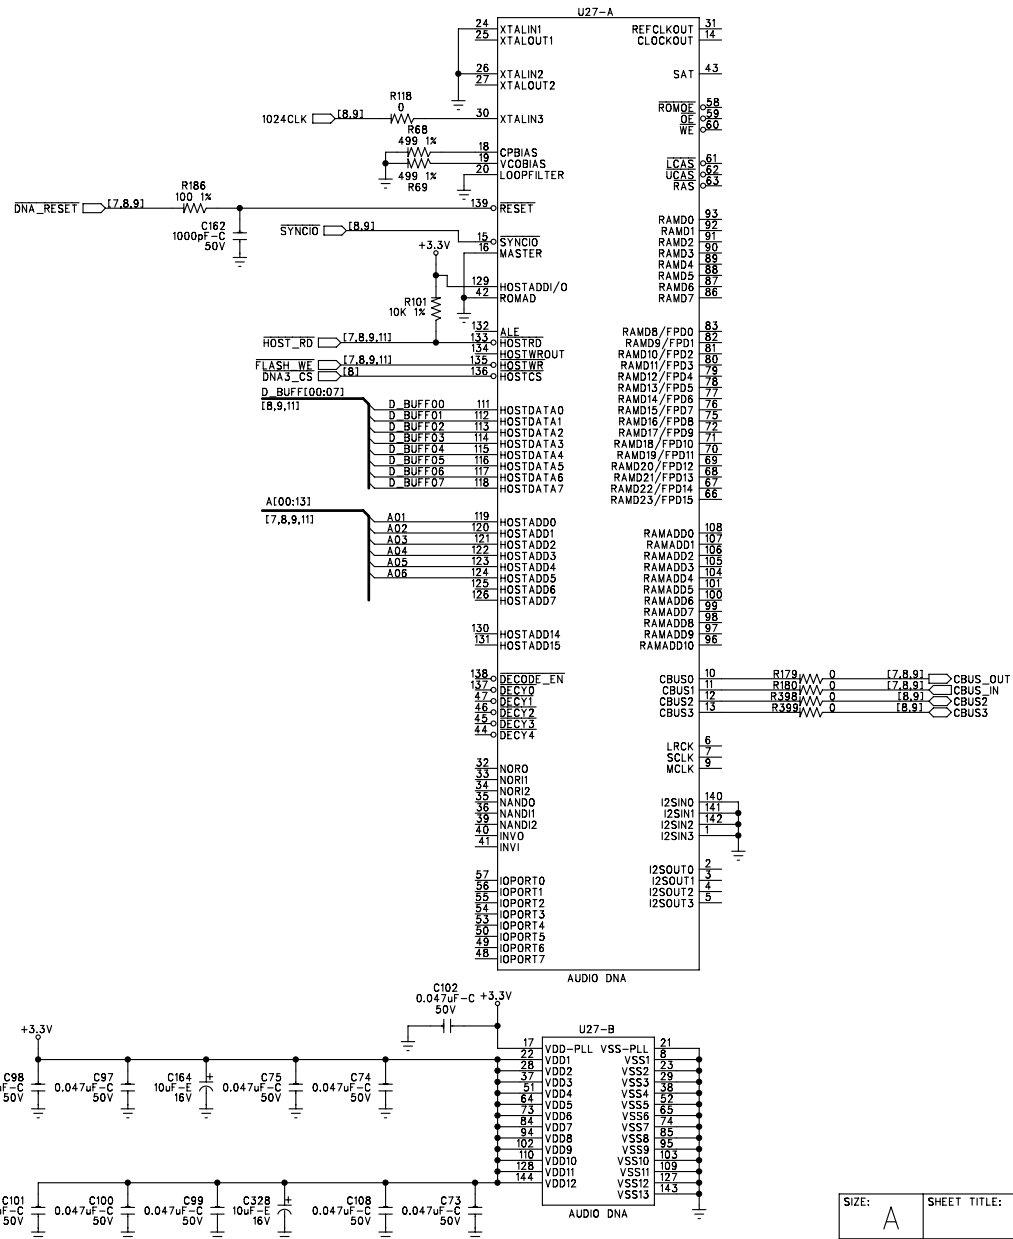 U27-A
24 XTALIN1 REFCLKOUT 31
25 XTALOUT1 CLOCKOUT 14
26 XTALIN2 SAT 43
27 XTALOUT2
R118
0
1024CLK [8,9] 30 XTALIN3
ROMOE 58
OE 59
WE 60
R68
499 1%
18 CPBIAS
19 VCOBIAS
20 LOOPFILTER
499 1%
R69
LCAS 61
UCAS 62
RAS 63
R186
100 1%
DNA_RESET [7,8,9] 139 RESET
C162
1000pF-C
50V
SYNCIO [8,9] 15 SYNCIO
16 MASTER
+3.3V
129 HOSTADDI/O
42 ROMAD
R101
10K 1%
RAMD0 93
RAMD1 92
RAMD2 91
RAMD3 90
RAMD4 89
RAMD5 88
RAMD6 87
RAMD7 86
132 ALE
HOST_RD [7,8,9,11] 133 HOSTRD
134 HOSTWROUT
FLASH_WE [7,8,9,11] 135 HOSTWR
DNA3_CS [8] 136 HOSTCS
D_BUFF[00:07]
[8,9,11]
D_BUFF00 111 HOSTDATA0
D_BUFF01 112 HOSTDATA1
D_BUFF02 113 HOSTDATA2
D_BUFF03 114 HOSTDATA3
D_BUFF04 115 HOSTDATA4
D_BUFF05 116 HOSTDATA5
D_BUFF06 117 HOSTDATA6
D_BUFF07 118 HOSTDATA7
RAMD8/FPD0 83
RAMD9/FPD1 82
RAMD10/FPD2 81
RAMD11/FPD3 80
RAMD12/FPD4 79
RAMD13/FPD5 78
RAMD14/FPD6 77
RAMD15/FPD7 76
RAMD16/FPD8 75
RAMD17/FPD9 72
RAMD18/FPD10 71
RAMD19/FPD11 70
RAMD20/FPD12 69
RAMD21/FPD13 68
RAMD22/FPD14 67
RAMD23/FPD15 66
A[00:13]
[7,8,9,11]
A01 119 HOSTADD0
A02 120 HOSTADD1
A03 121 HOSTADD2
A04 122 HOSTADD3
A05 123 HOSTADD4
A06 124 HOSTADD5
125 HOSTADD6
126 HOSTADD7
130 HOSTADD14
131 HOSTADD15
RAMADD0 108
RAMADD1 107
RAMADD2 106
RAMADD3 105
RAMADD4 104
RAMADD5 101
RAMADD6 100
RAMADD7 99
RAMADD8 98
RAMADD9 97
RAMADD10 96
138 DECODE_EN
137 DECY0
47 DECY1
46 DECY2
45 DECY3
44 DECY4
CBUS0 10 R179 0 [7,8,9] CBUS_OUT
CBUS1 11 R180 0 [7,8,9] CBUS_IN
CBUS2 12 R398 0 [8,9] CBUS2
CBUS3 13 R399 0 [8,9] CBUS3
LRCK 6
SCLK 7
MCLK 9
32 NORO
33 NORI1
34 NORI2
35 NANDO
36 NANDI1
39 NANDI2
40 INVO
41 INVI
I2SIN0 140
I2SIN1 141
I2SIN2 142
I2SIN3 1
I2SOUT0 2
I2SOUT1 3
I2SOUT2 4
I2SOUT3 5
57 IOPORT0
56 IOPORT1
55 IOPORT2
54 IOPORT3
53 IOPORT4
50 IOPORT5
49 IOPORT6
48 IOPORT7
AUDIO DNA
C102
0.047uF-C
50V
+3.3V
+3.3V
U27-B
17 VDD-PLL VSS-PLL 21
22 VDD1 VSS1 8
28 VDD2 VSS2 23
37 VDD3 VSS3 29
51 VDD4 VSS4 38
64 VDD5 VSS5 52
73 VDD6 VSS6 65
84 VDD7 VSS7 74
94 VDD8 VSS8 85
102 VDD9 VSS9 95
110 VDD10 VSS10 103
128 VDD11 VSS11 109
144 VDD12 VSS12 127
VSS13 143
AUDIO DNA
C98
F-C
50V
C97
0.047uF-C
50V
C164
10uF-E
16V
+
C75
0.047uF-C
50V
C74
0.047uF-C
50V
C101
F-C
50V
C100
0.047uF-C
50V
C99
0.047uF-C
50V
C328
10uF-E
16V
+
C108
0.047uF-C
50V
C73
0.047uF-C
50V
SIZE:
A
SHEET TITLE: